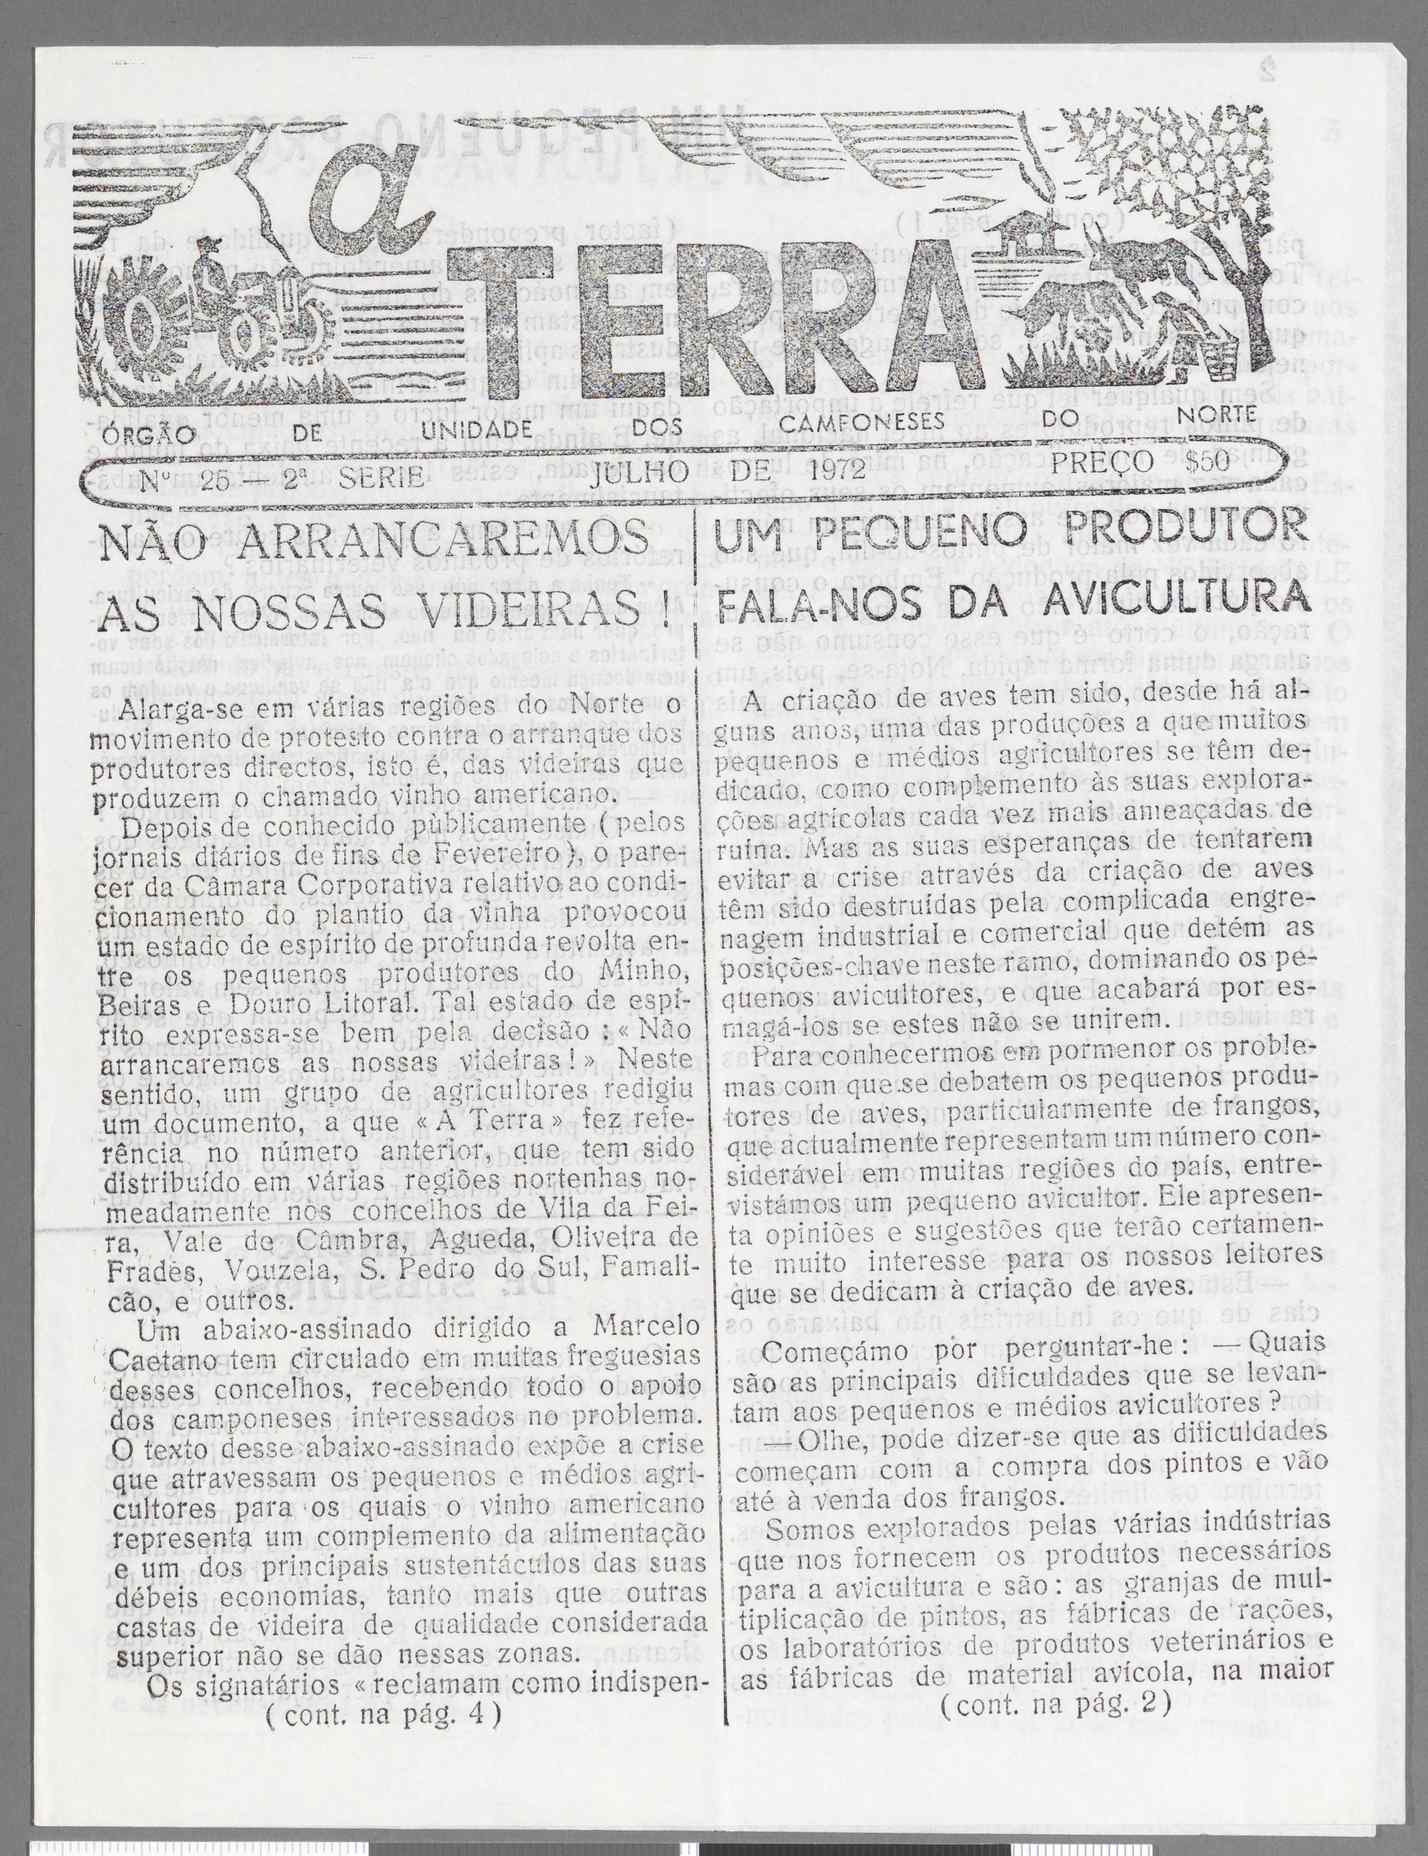 a
TERRA
ÓRGÃO DE UNIDADE DOS CAMPONESES DO NORTE
Nº 25 — 2ª SERIE JULHO DE 1972 PREÇO $50
NÃO ARRANCAREMOS
AS NOSSAS VIDEIRAS !
Alarga-se em várias regiões do Norte o
movimento de protesto contra o arranque dos
produtores directos, isto é, das videiras que
produzem o chamado vinho americano.
Depois de conhecido pùblicamente ( pelos
jornais diários de fins de Fevereiro ), o pare-
cer da Câmara Corporativa relativo ao condi-
cionamento do plantio da vinha provocou
um estado de espírito de profunda revolta en-
tre os pequenos produtores do Minho,
Beiras e Douro Litoral. Tal estado de espí-
rito expressa-se bem pela decisão : « Não
arrancaremos as nossas videiras ! » Neste
sentido, um grupo de agricultores redigiu
um documento, a que « A Terra » fez refe-
rência no número anterior, que tem sido
distribuído em várias regiões nortenhas no-
meadamente nos concelhos de Vila da Fei-
ra, Vale de Câmbra, Agueda, Oliveira de
Frades, Vouzela, S. Pedro do Sul, Famali-
cão, e outros.
Um abaixo-assinado dirigido a Marcelo
Caetano tem circulado em muitas freguesias
desses concelhos, recebendo todo o apoio
dos camponeses interessados no problema.
O texto desse abaixo-assinado expõe a crise
que atravessam os pequenos e médios agri-
cultores para os quais o vinho americano
representa um complemento da alimentação
e um dos principais sustentáculos das suas
débeis economias, tanto mais que outras
castas de videira de qualidade considerada
superior não se dão nessas zonas.
Os signatários « reclamam como indispen-
( cont. na pág. 4 )
UM PEQUENO PRODUTOR
FALA-NOS DA AVICULTURA
A criação de aves tem sido, desde há al-
guns anos, uma das produções a que muitos
pequenos e médios agricultores se têm de-
dicado, como complemento às suas explora-
ções agrícolas cada vez mais ameaçadas de
ruína. Mas as suas esperanças de tentarem
evitar a crise através da criação de aves
têm sido destruídas pela complicada engre-
nagem industrial e comercial que detém as
posições-chave neste ramo, dominando os pe-
quenos avicultores, e que acabará por es-
magá-los se estes não se unirem.
Para conhecermos em pormenor os proble-
mas com que se debatem os pequenos produ-
tores de aves, particularmente de frangos,
que actualmente representam um número con-
siderável em muitas regiões do país, entre-
vistámos um pequeno avicultor. Ele apresen-
ta opiniões e sugestões que terão certamen-
te muito interesse para os nossos leitores
que se dedicam à criação de aves.
Começámo por perguntar-he : — Quais
são as principais dificuldades que se levan-
tam aos pequenos e médios avicultores ?
— Olhe, pode dizer-se que as dificuldades
começam com a compra dos pintos e vão
até à venda dos frangos.
Somos explorados pelas várias indústrias
que nos fornecem os produtos necessários
para a avicultura e são : as granjas de mul-
tiplicação de pintos, as fábricas de rações,
os laboratórios de produtos veterinários e
as fábricas de material avícola, na maior
( cont. na pág. 2 )